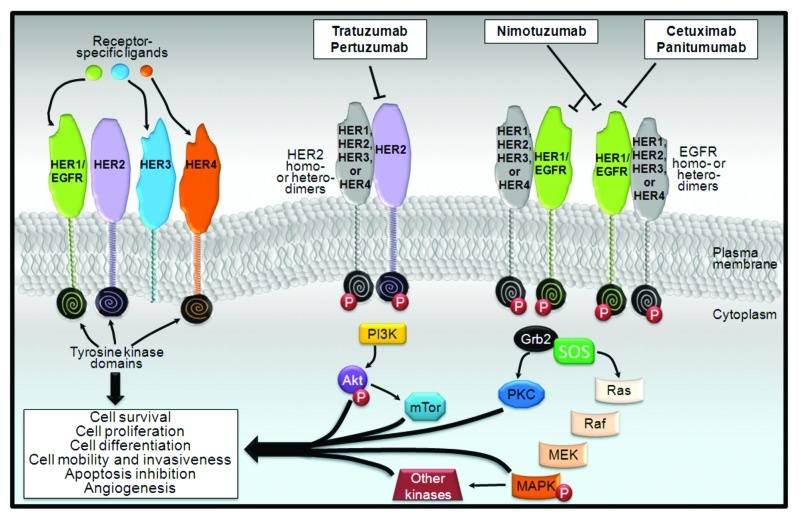 Receptor-
specific ligands
HER1/
EGFR
HER2
HER3
HER4
Tyrosine kinase
domains
Cell survival
Cell proliferation
Cell differentiation
Cell mobility and invasiveness
Apoptosis inhibition
Angiogenesis
Tratuzumab
Pertuzumab
HER2
homo-
or hetero-
dimers
HER1,
HER2,
HER3,
or
HER4
HER2
P
P
PI3K
Akt
P
mTor
Nimotuzumab
Cetuximab
Panitumumab
HER1,
HER2,
HER3,
or
HER4
HER1/
EGFR
HER1/
EGFR
HER1,
HER2,
HER3,
or
HER4
EGFR
homo- or
hetero-
dimers
Plasma
membrane
Cytoplasm
P
P
P
P
Grb2
SOS
PKC
Ras
Raf
MEK
MAPK
P
Other
kinases